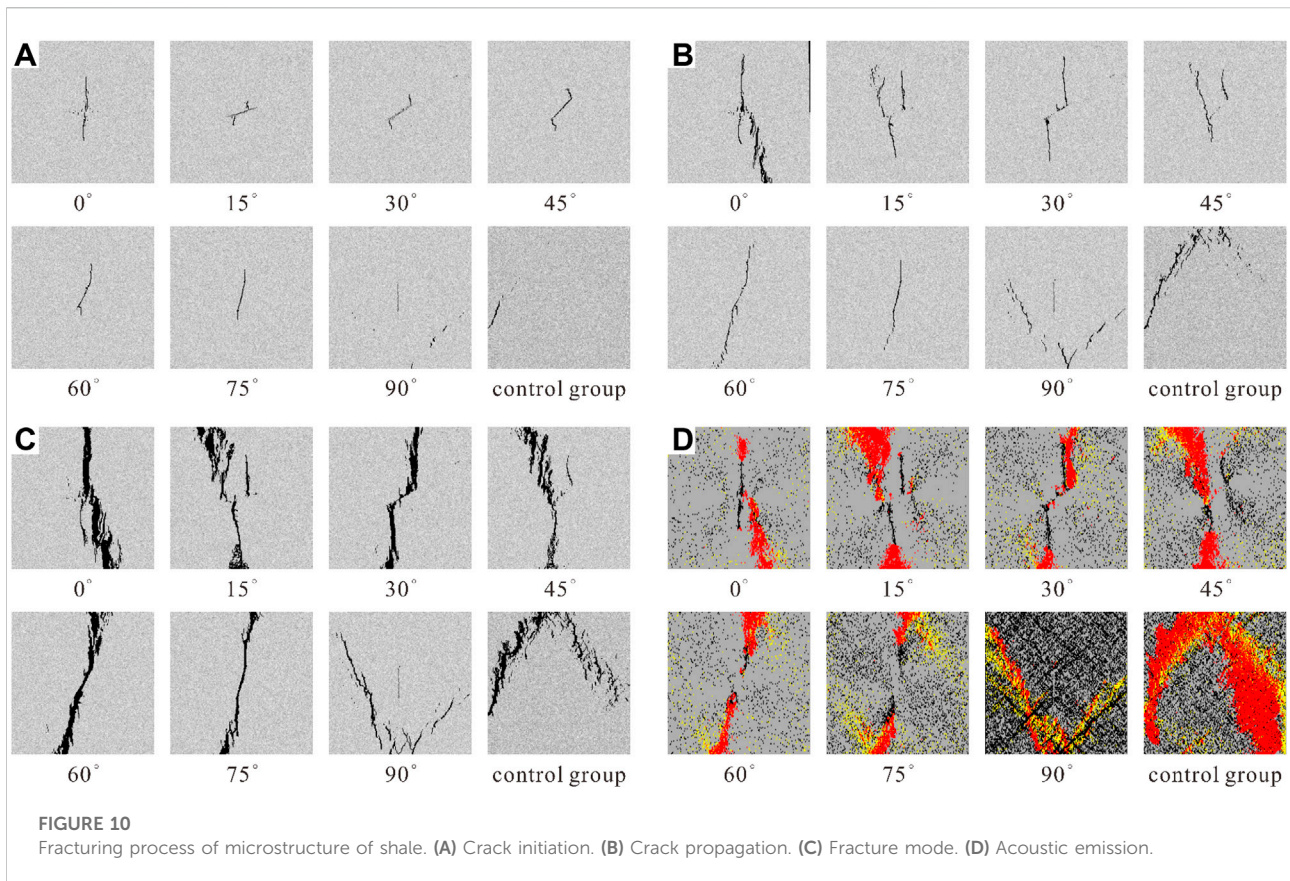 A
0°
15°
30°
45°
60°
75°
90°
control group
B
0°
15°
30°
45°
60°
75°
90°
control group
C
0°
15°
30°
45°
60°
75°
90°
control group
D
0°
15°
30°
45°
60°
75°
90°
control group
FIGURE 10
Fracturing process of microstructure of shale. (A) Crack initiation. (B) Crack propagation. (C) Fracture mode. (D) Acoustic emission.